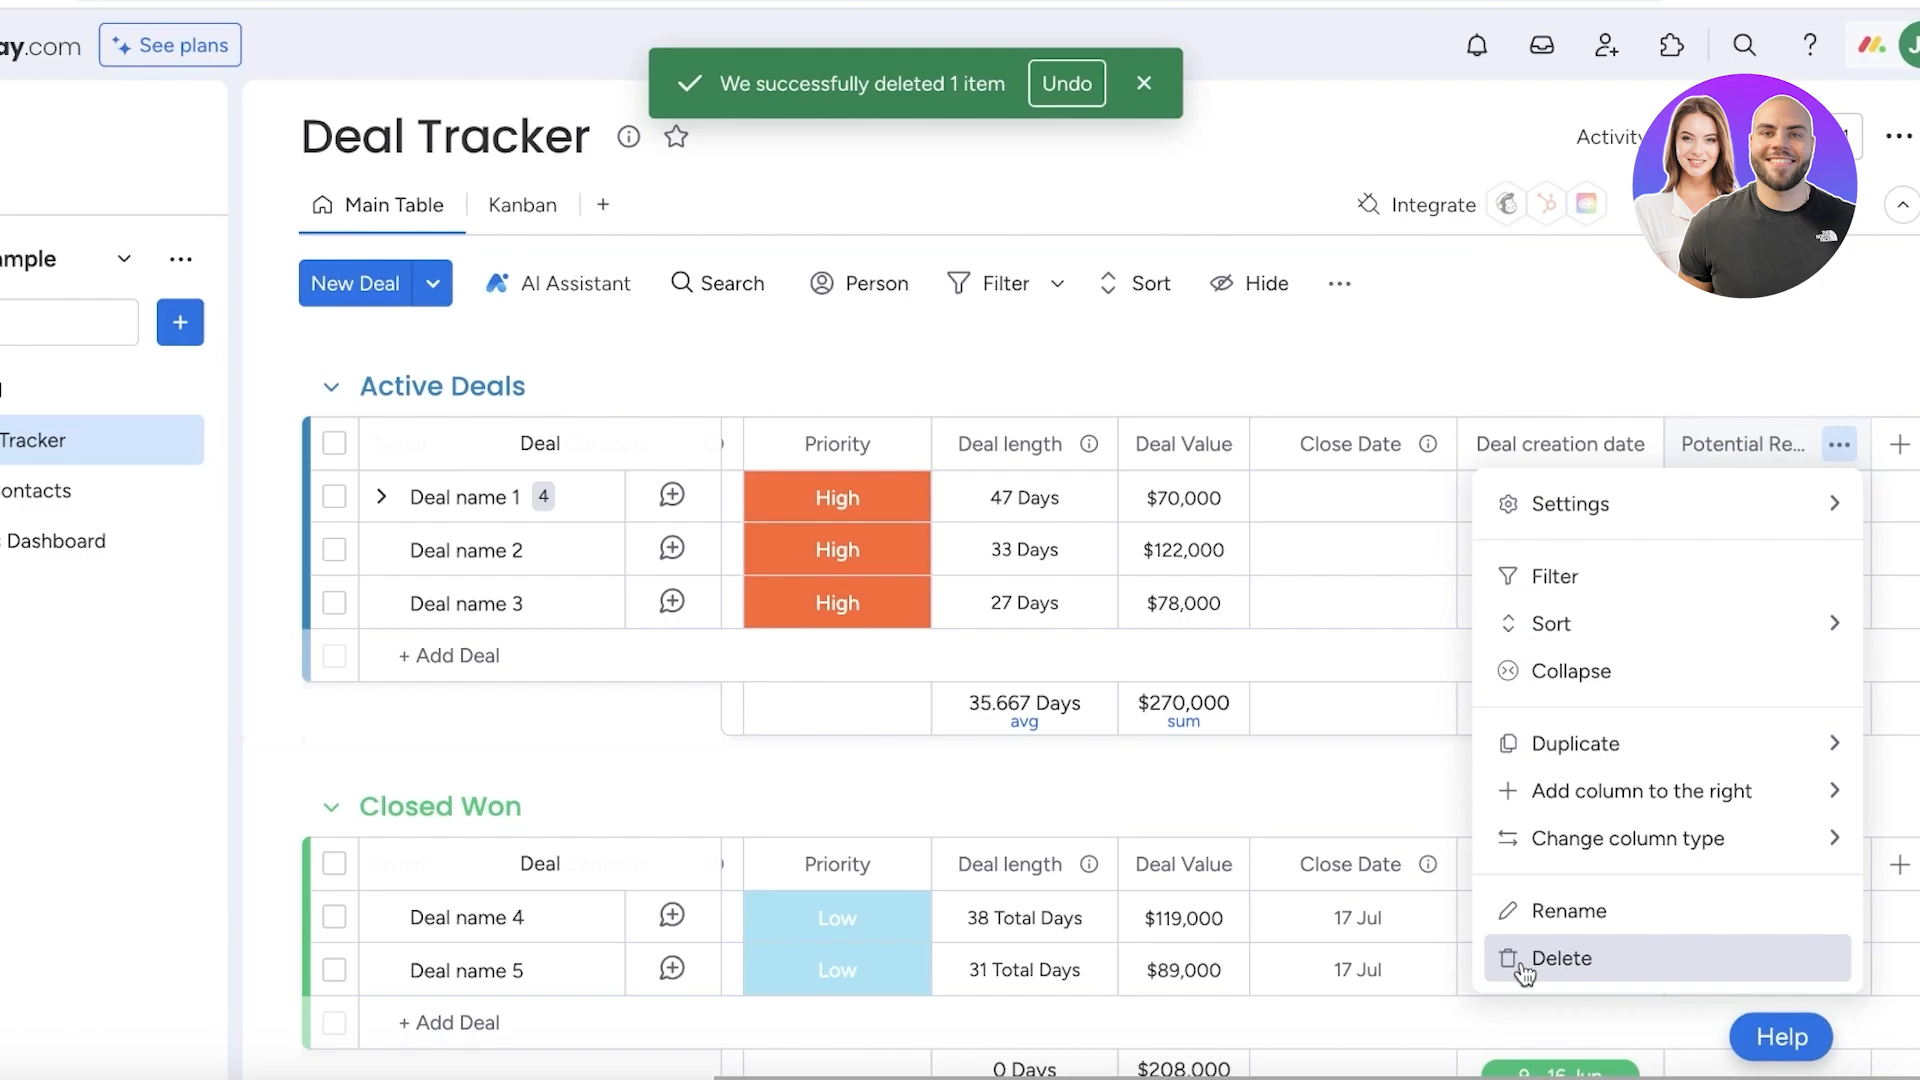 ay.com
See plans
We successfully deleted 1 item
Undo
Deal Tracker
Activity
Main Table
Kanban
Integrate
New Deal
AI Assistant
Search
Person
Filter
Sort
Hide
mple
Tracker
ontacts
Dashboard
Active Deals
Deal
Priority
Deal length
Deal Value
Close Date
Deal creation date
Potential Re...
Deal name 1 4
High
47 Days
$70,000
Deal name 2
High
33 Days
$122,000
Deal name 3
High
27 Days
$78,000
+ Add Deal
35.667 Days
avg
$270,000
sum
Settings
Filter
Sort
Collapse
Duplicate
Add column to the right
Change column type
Rename
Delete
Closed Won
Deal
Priority
Deal length
Deal Value
Close Date
Deal name 4
Low
38 Total Days
$119,000
17 Jul
Deal name 5
Low
31 Total Days
$89,000
17 Jul
+ Add Deal
0 Days
$208,000
9 - 16 Jun
Help